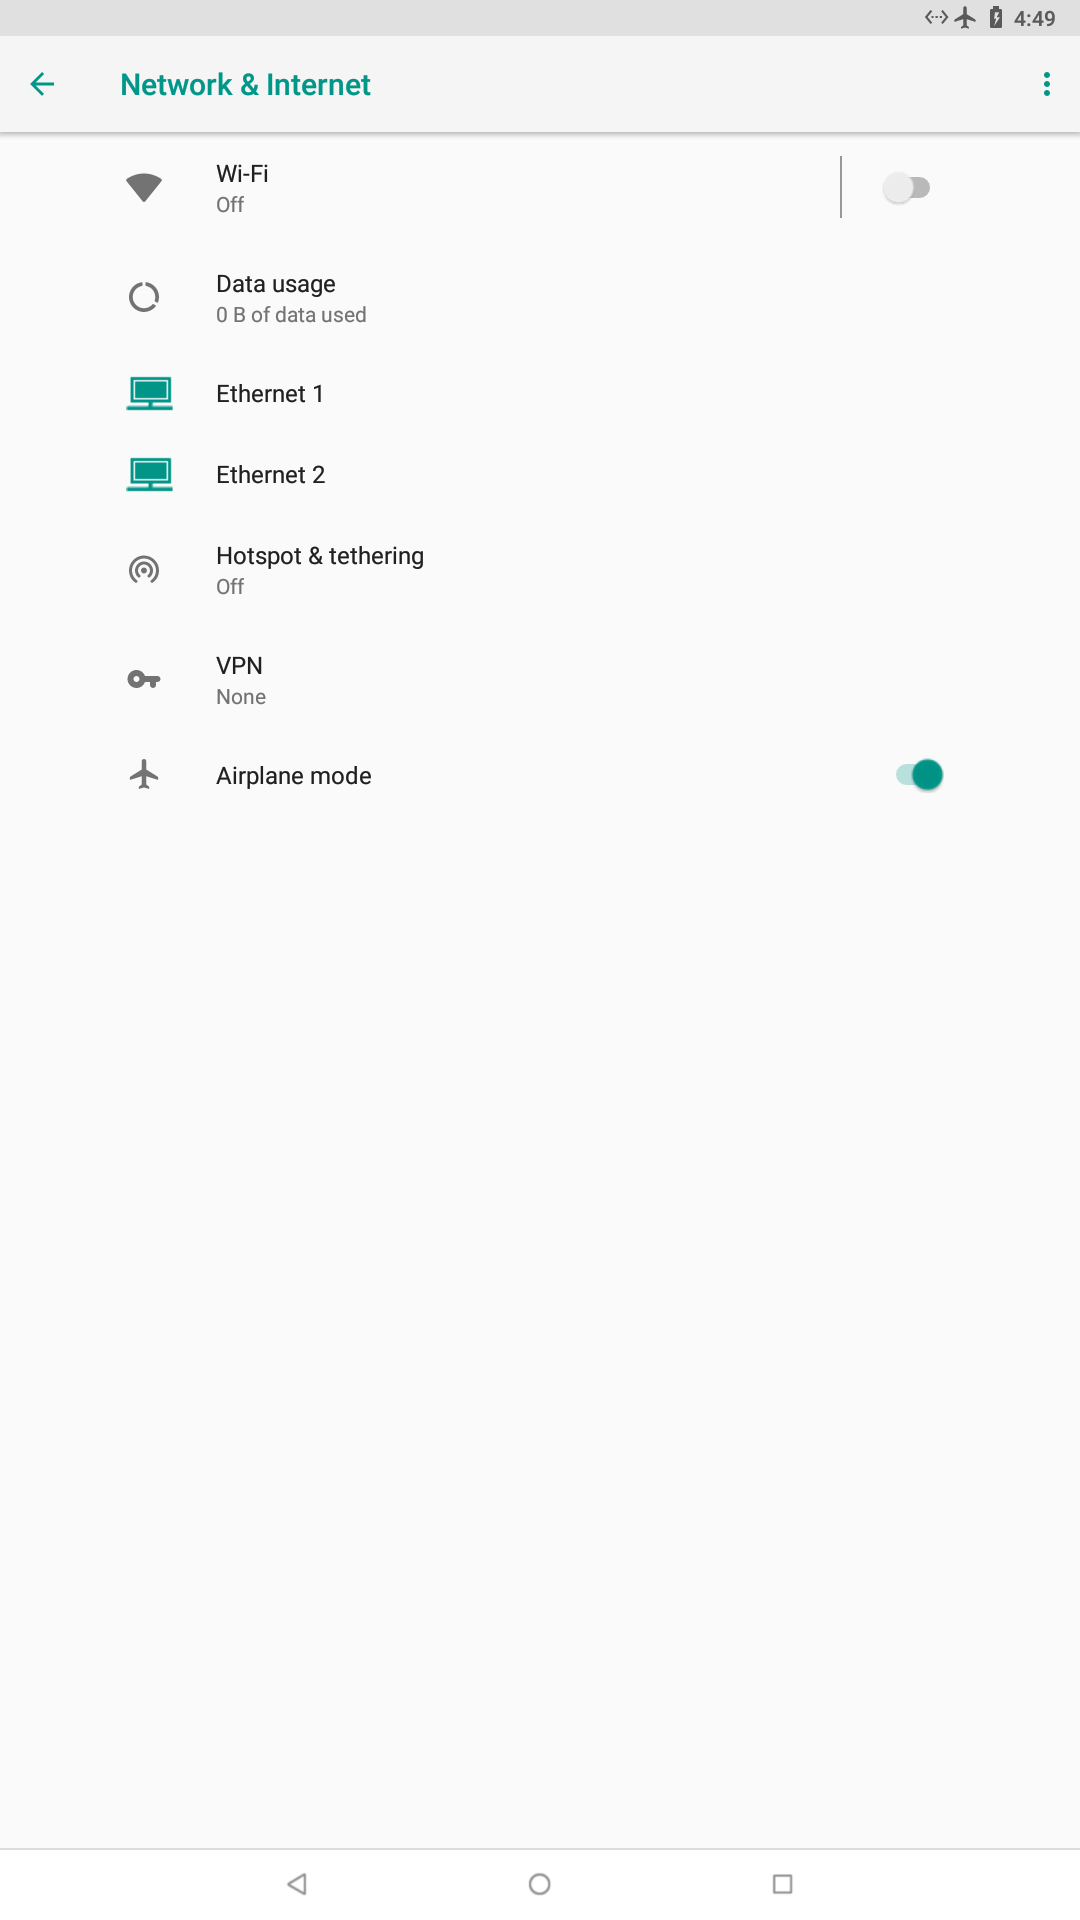 4:49
Network & Internet
Wi-Fi
Off
Data usage
0 B of data used
Ethernet 1
Ethernet 2
Hotspot & tethering
Off
VPN
None
Airplane mode